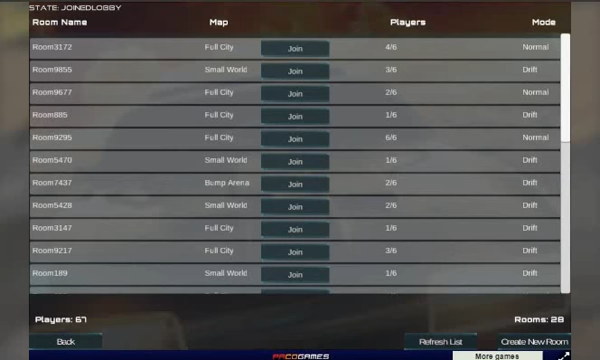 STATE: JOINEDLOBBY
Room Name Map Players Mode
Room3172 Full City Join 4/6 Normal
Room9855 Small World Join 3/6 Drift
Room9677 Full City Join 2/6 Normal
Room885 Full City Join 1/6 Drift
Room9295 Full City Join 6/6 Normal
Room5470 Small World Join 1/6 Drift
Room7437 Bump Arena Join 2/6 Drift
Room5428 Small World Join 2/6 Drift
Room3147 Full City Join 1/6 Drift
Room9217 Full City Join 3/6 Drift
Room189 Small World Join 1/6 Drift
Players: 67 Rooms: 28
Back Refresh List Create New Room
PACOGAMES More games